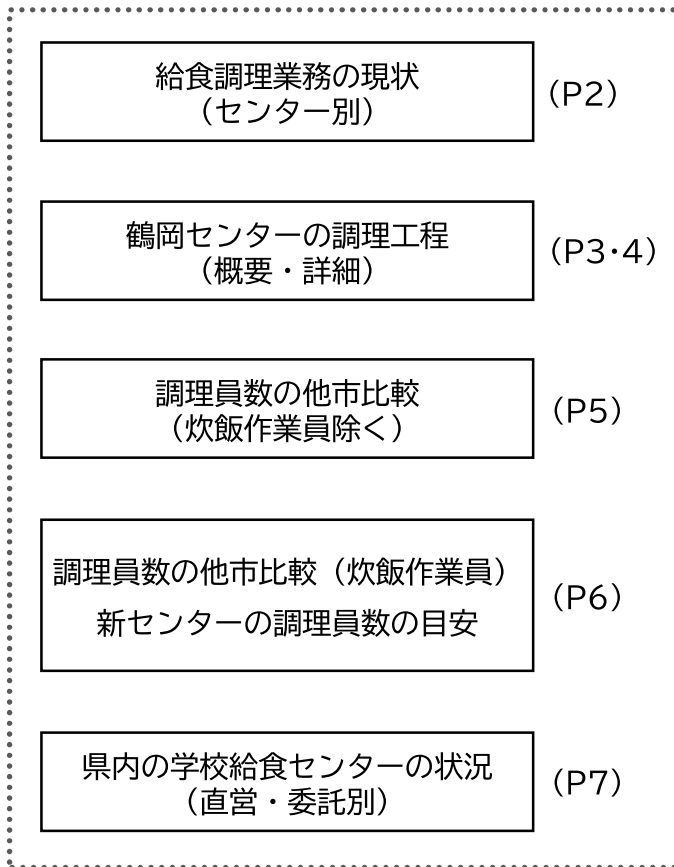 給食調理業務の現状
（センター別）
（P2）
鶴岡センターの調理工程
（概要・詳細）
（P3・4）
調理員数の他市比較
（炊飯作業員除く）
（P5）
調理員数の他市比較（炊飯作業員）
新センターの調理員数の目安
（P6）
県内の学校給食センターの状況
（直営・委託別）
（P7）